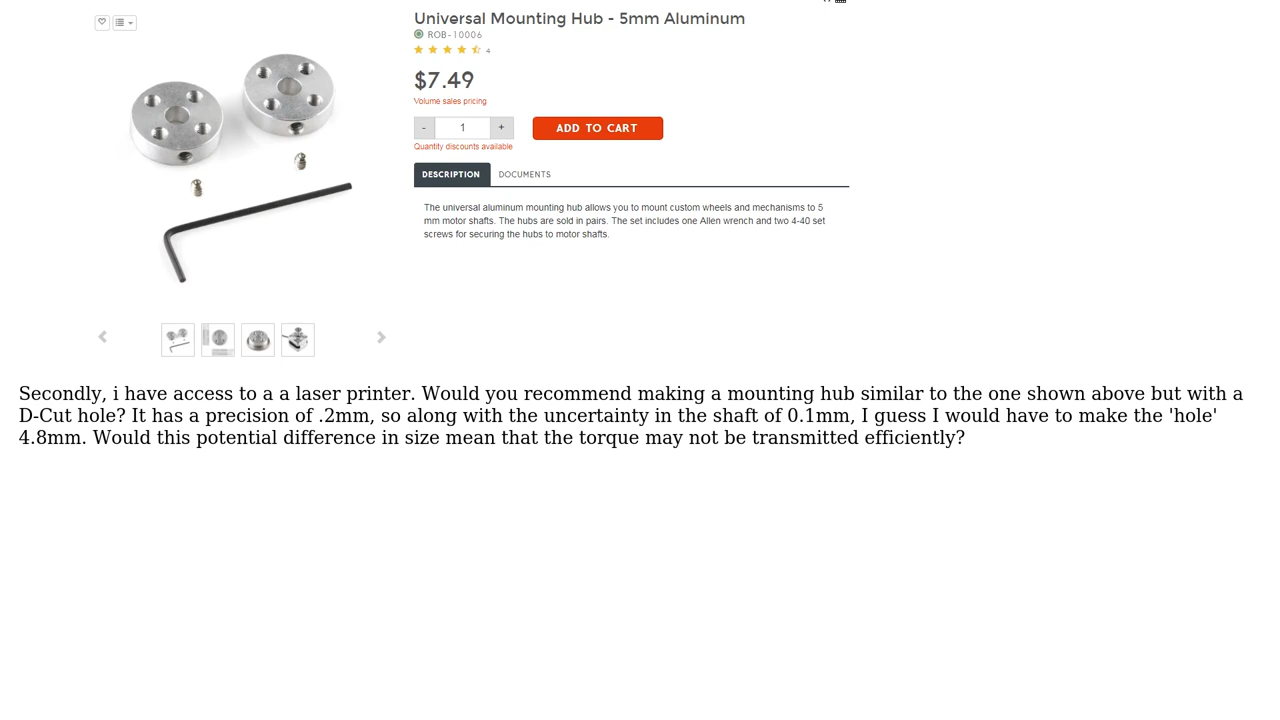 Universal Mounting Hub - 5mm Aluminum
ROB-10006
4
$7.49
Volume sales pricing
- 1 + ADD TO CART
Quantity discounts available
DESCRIPTION DOCUMENTS
The universal aluminum mounting hub allows you to mount custom wheels and mechanisms to 5
mm motor shafts. The hubs are sold in pairs. The set includes one Allen wrench and two 4-40 set
screws for securing the hubs to motor shafts.
Secondly, i have access to a a laser printer. Would you recommend making a mounting hub similar to the one shown above but with a
D-Cut hole? It has a precision of .2mm, so along with the uncertainty in the shaft of 0.1mm, I guess I would have to make the 'hole'
4.8mm. Would this potential difference in size mean that the torque may not be transmitted efficiently?